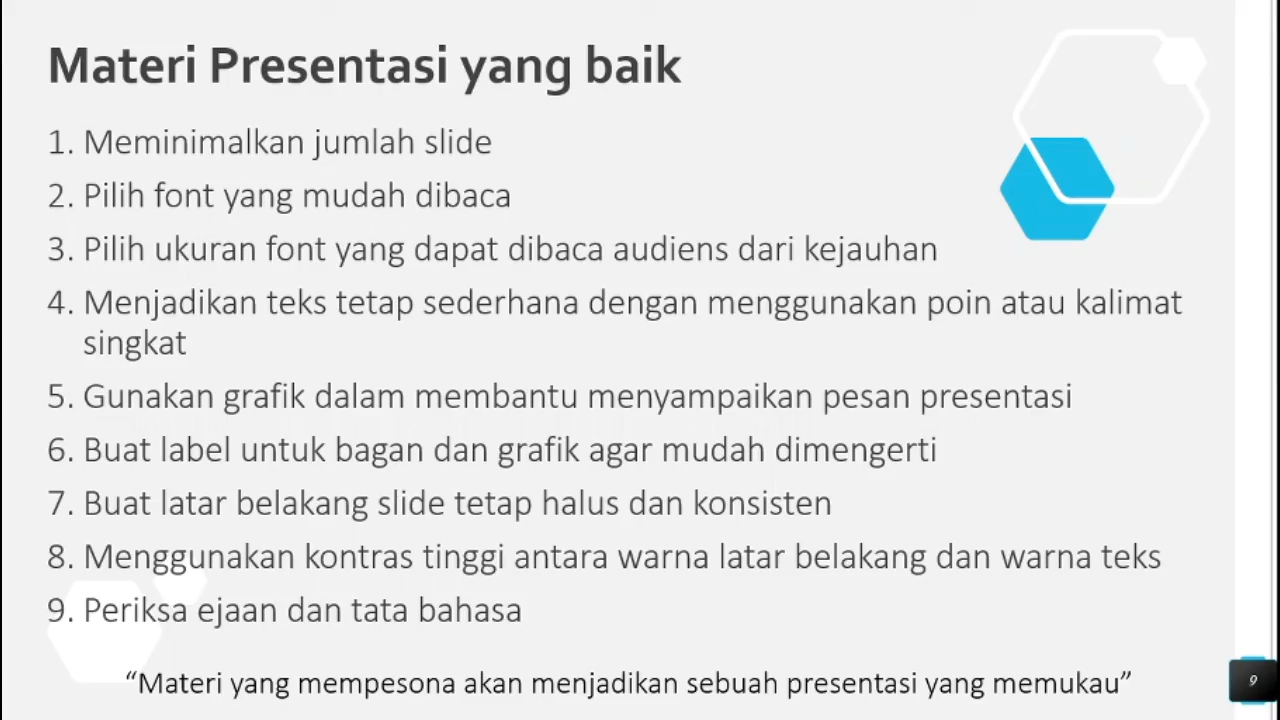 Materi Presentasi yang baik
1. Meminimalkan jumlah slide
2. Pilih font yang mudah dibaca
3. Pilih ukuran font yang dapat dibaca audiens dari kejauhan
4. Menjadikan teks tetap sederhana dengan menggunakan poin atau kalimat
singkat
5. Gunakan grafik dalam membantu menyampaikan pesan presentasi
6. Buat label untuk bagan dan grafik agar mudah dimengerti
7. Buat latar belakang slide tetap halus dan konsisten
8. Menggunakan kontras tinggi antara warna latar belakang dan warna teks
9. Periksa ejaan dan tata bahasa
“Materi yang mempesona akan menjadikan sebuah presentasi yang memukau”
9